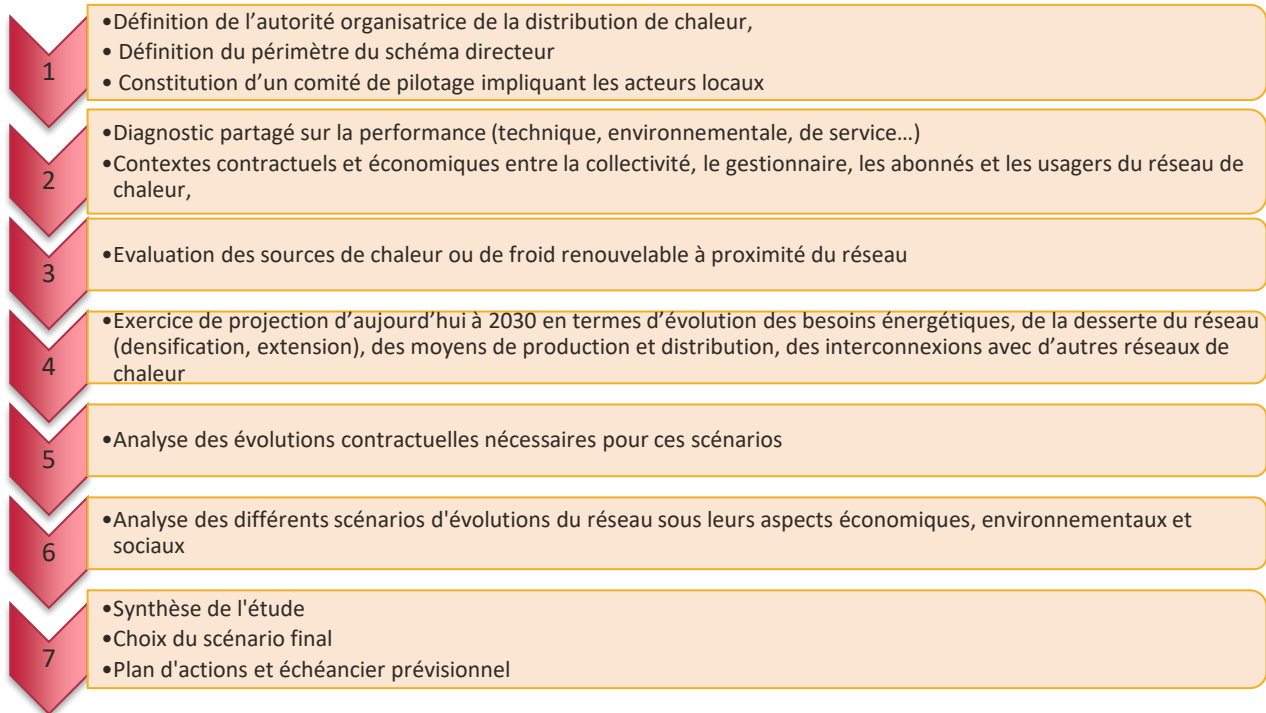 1
•Définition de l’autorité organisatrice de la distribution de chaleur,
• Définition du périmètre du schéma directeur
• Constitution d’un comité de pilotage impliquant les acteurs locaux
2
•Diagnostic partagé sur la performance (technique, environnementale, de service…)
•Contextes contractuels et économiques entre la collectivité, le gestionnaire, les abonnés et les usagers du réseau de
chaleur,
3
•Evaluation des sources de chaleur ou de froid renouvelable à proximité du réseau
4
•Exercice de projection d’aujourd’hui à 2030 en termes d’évolution des besoins énergétiques, de la desserte du réseau
(densification, extension), des moyens de production et distribution, des interconnexions avec d’autres réseaux de
chaleur
5
•Analyse des évolutions contractuelles nécessaires pour ces scénarios
6
•Analyse des différents scénarios d'évolutions du réseau sous leurs aspects économiques, environnementaux et
sociaux
7
•Synthèse de l'étude
•Choix du scénario final
•Plan d'actions et échéancier prévisionnel